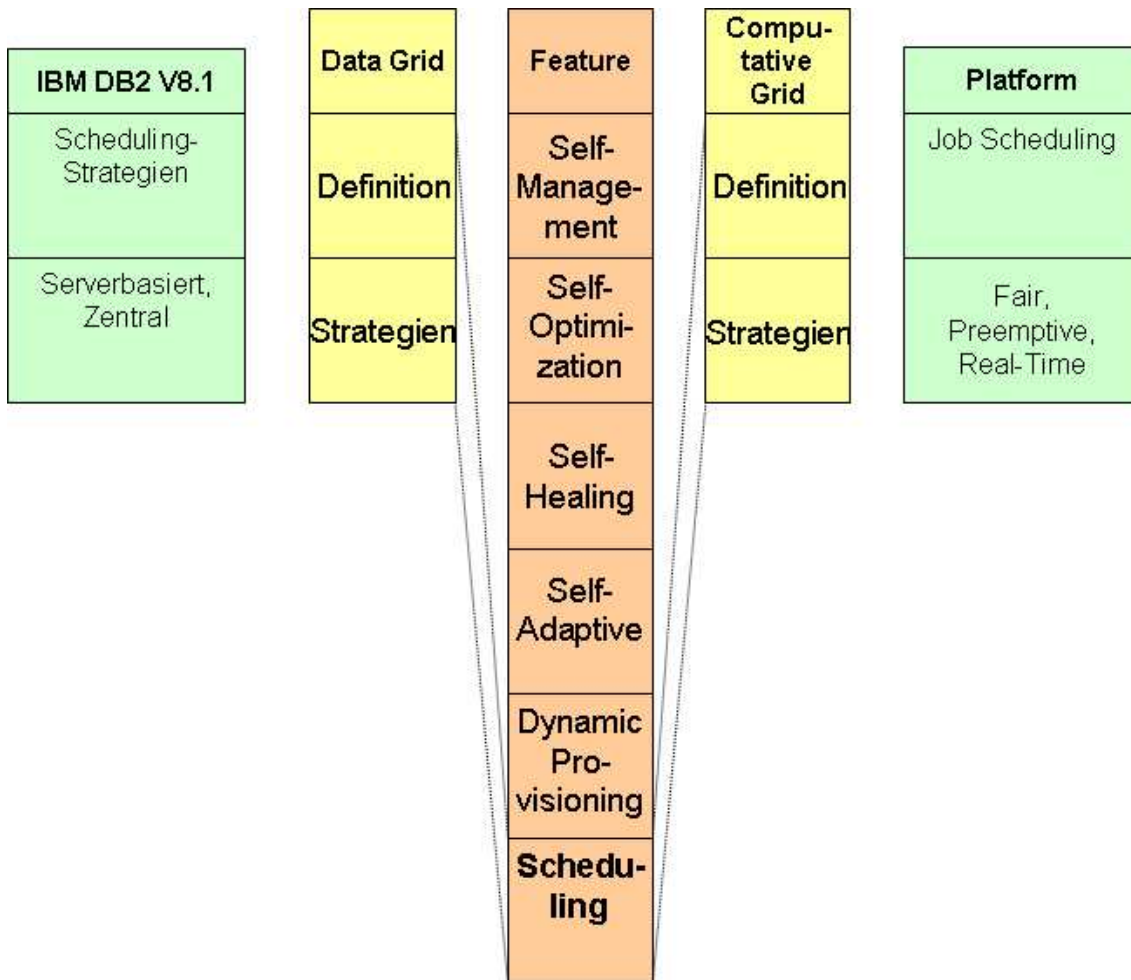 IBM DB2 V8.1
Scheduling-
Strategien
Serverbasiert,
Zentral
Data Grid
Definition
Strategien
Feature
Self-
Manage-
ment
Self-
Optimi-
zation
Self-
Healing
Self-
Adaptive
Dynamic
Pro-
visioning
Schedu-
ling
Compu-
tative
Grid
Definition
Strategien
Platform
Job Scheduling
Fair,
Preemptive,
Real-Time